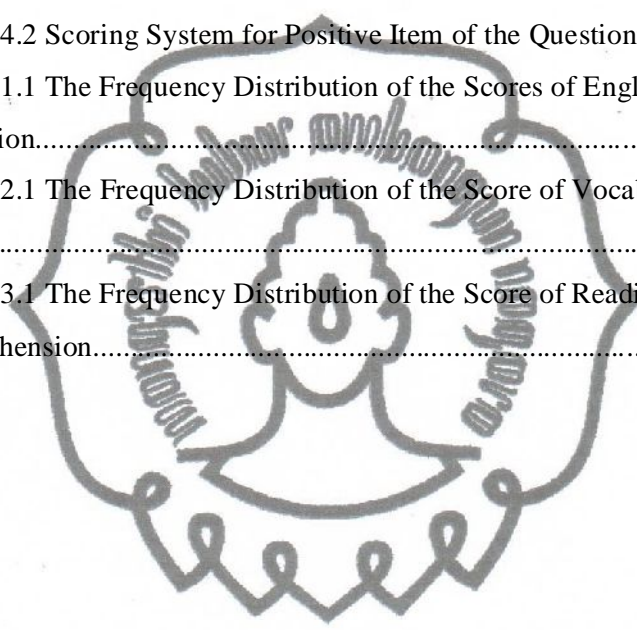 4.2 Scoring System for Positive Item of the Question
1.1 The Frequency Distribution of the Scores of Engl
ion...........................................................................................
2.1 The Frequency Distribution of the Score of Vocab
...............................................................................................
3.1 The Frequency Distribution of the Score of Readi
hension...................................................................................